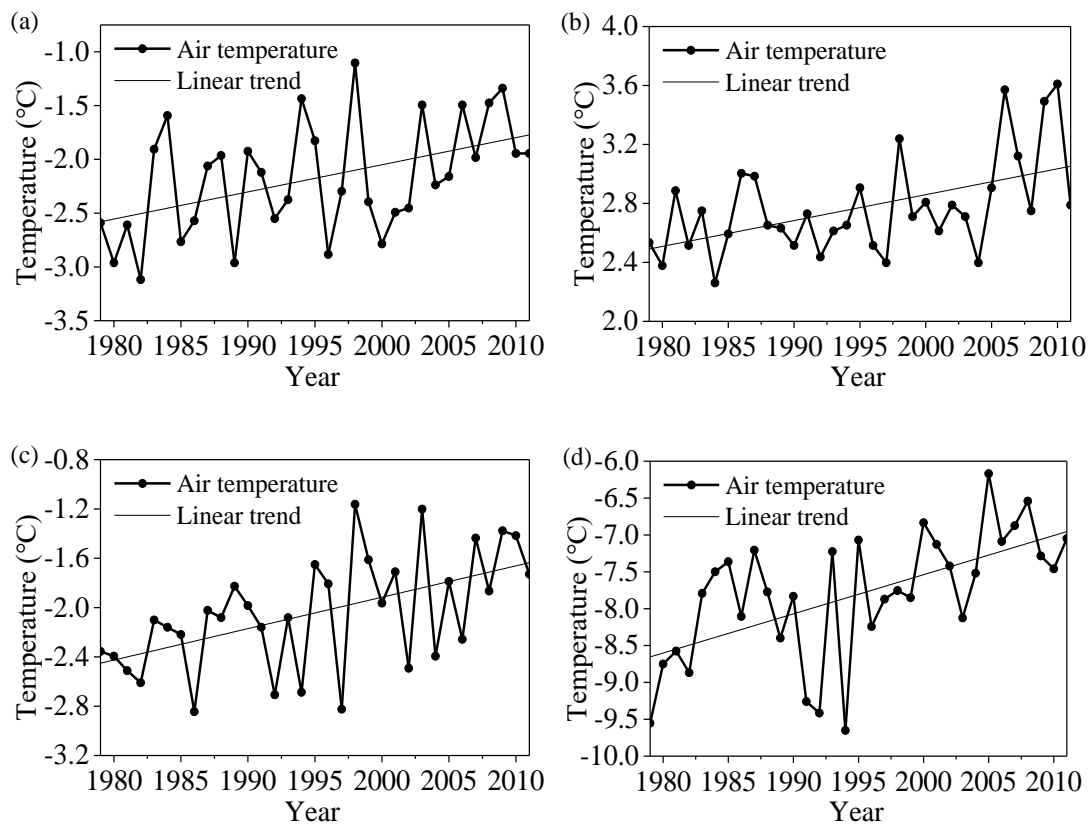 (a)
Air temperature
Linear trend
Temperature (°C)
-1.0
-1.5
-2.0
-2.5
-3.0
-3.5
1980 1985 1990 1995 2000 2005 2010
Year
(b)
Air temperature
Linear trend
Temperature (°C)
4.0
3.6
3.2
2.8
2.4
2.0
1980 1985 1990 1995 2000 2005 2010
Year
(c)
Air temperature
Linear trend
Temperature (°C)
-0.8
-1.2
-1.6
-2.0
-2.4
-2.8
-3.2
1980 1985 1990 1995 2000 2005 2010
Year
(d)
Air temperature
Linear trend
Temperature (°C)
-6.0
-6.5
-7.0
-7.5
-8.0
-8.5
-9.0
-9.5
-10.0
1980 1985 1990 1995 2000 2005 2010
Year